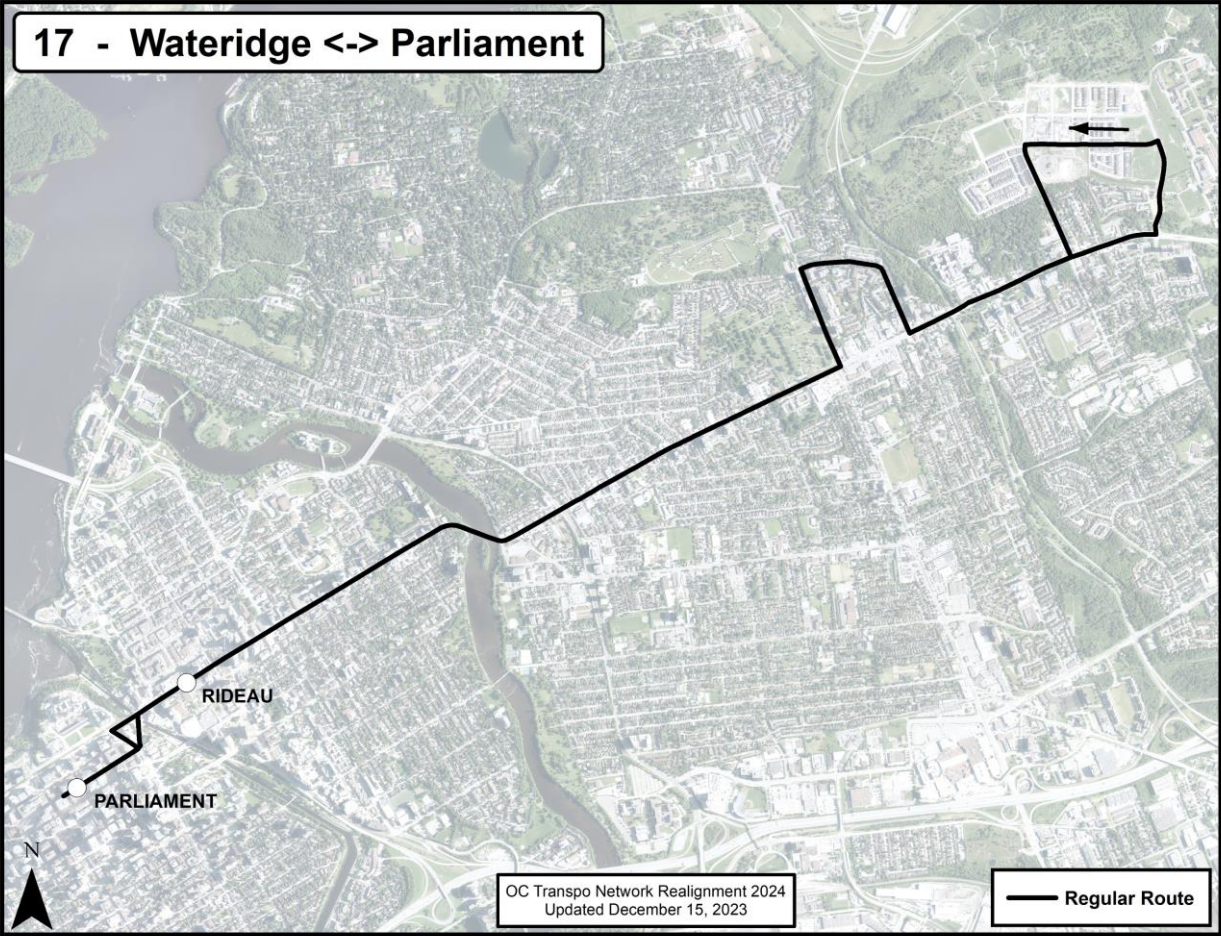 17 - Wateridge <-> Parliament
RIDEAU
PARLIAMENT
N
OC Transpo Network Realignment 2024
Updated December 15, 2023
Regular Route